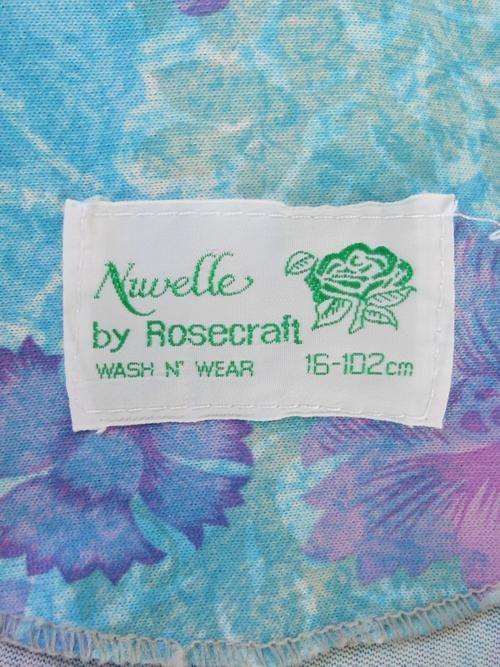 Nuvelle
by Rosecraft
WASH N' WEAR 16-102cm